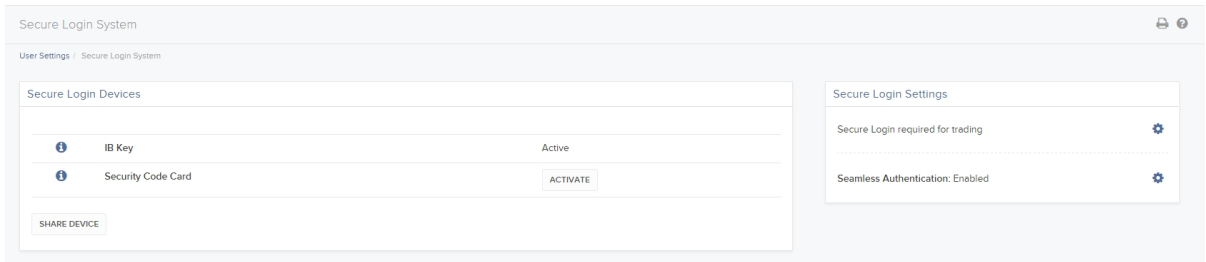 Secure Login System
User Settings / Secure Login System
Secure Login Devices
IB Key Active
Security Code Card ACTIVATE
SHARE DEVICE
Secure Login Settings
Secure Login required for trading
Seamless Authentication: Enabled